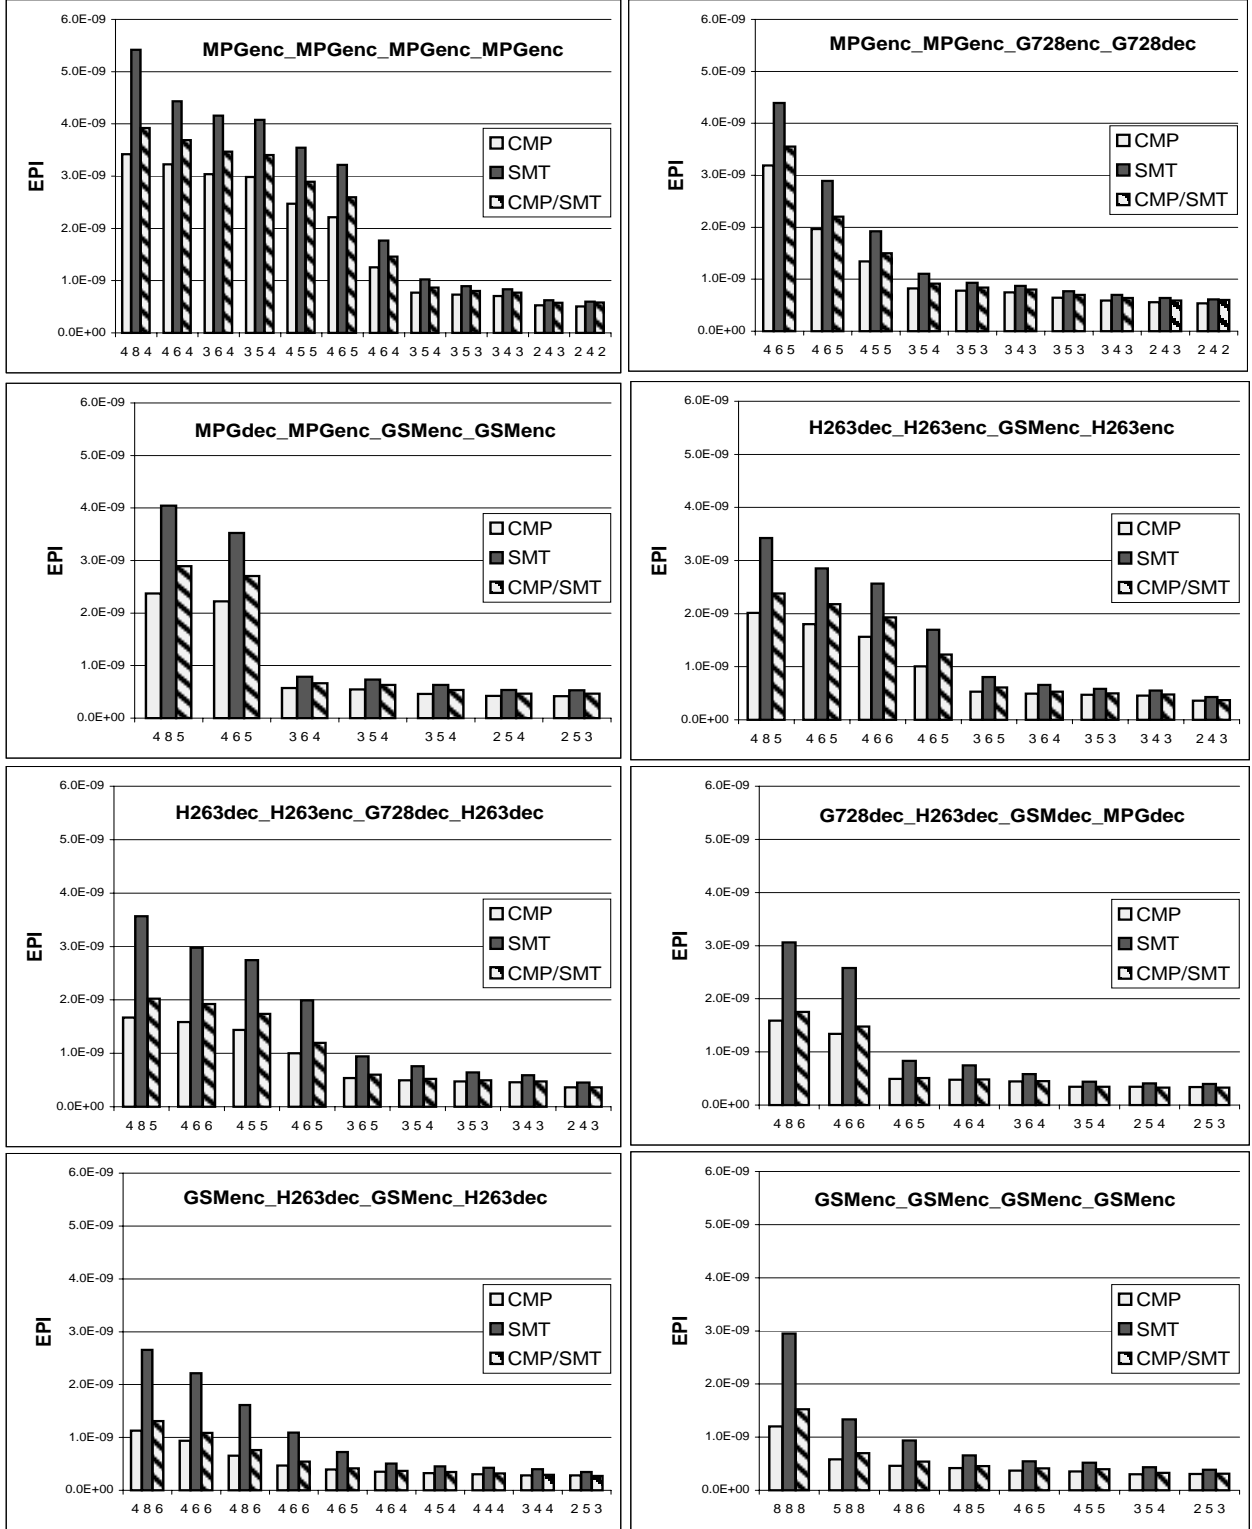 MPGenc_MPGenc_MPGenc_MPGenc
6.0E-09
5.0E-09
4.0E-09
3.0E-09
2.0E-09
1.0E-09
0.0E+00
EPI
CMP
SMT
CMP/SMT
4 8 4 4 6 4 3 6 4 3 5 4 4 5 5 4 6 5 4 6 4 3 5 4 3 5 3 3 4 3 2 4 3 2 4 2
MPGenc_MPGenc_G728enc_G728dec
6.0E-09
5.0E-09
4.0E-09
3.0E-09
2.0E-09
1.0E-09
0.0E+00
EPI
CMP
SMT
CMP/SMT
4 6 5 4 6 5 4 5 5 3 5 4 3 5 3 3 4 3 3 5 3 3 4 3 2 4 3 2 4 2
MPGdec_MPGenc_GSMenc_GSMenc
6.0E-09
5.0E-09
4.0E-09
3.0E-09
2.0E-09
1.0E-09
0.0E+00
EPI
CMP
SMT
CMP/SMT
4 8 5 4 6 5 3 6 4 3 5 4 3 5 4 2 5 4 2 5 3
H263dec_H263enc_GSMenc_H263enc
6.0E-09
5.0E-09
4.0E-09
3.0E-09
2.0E-09
1.0E-09
0.0E+00
EPI
CMP
SMT
CMP/SMT
4 8 5 4 6 5 4 6 6 4 6 5 3 6 5 3 5 4 3 5 3 3 4 3 2 4 3
H263dec_H263enc_G728dec_H263dec
6.0E-09
5.0E-09
4.0E-09
3.0E-09
2.0E-09
1.0E-09
0.0E+00
EPI
CMP
SMT
CMP/SMT
4 8 5 4 6 6 4 5 5 4 6 5 3 6 5 3 5 4 3 5 3 3 4 3 2 4 3
G728dec_H263dec_GSMdec_MPGdec
6.0E-09
5.0E-09
4.0E-09
3.0E-09
2.0E-09
1.0E-09
0.0E+00
EPI
CMP
SMT
CMP/SMT
4 8 6 4 6 6 4 6 5 4 6 4 3 6 4 3 5 4 2 5 4 2 5 3
GSMenc_H263dec_GSMenc_H263dec
6.0E-09
5.0E-09
4.0E-09
3.0E-09
2.0E-09
1.0E-09
0.0E+00
EPI
CMP
SMT
CMP/SMT
4 8 6 4 6 6 4 8 6 4 6 6 4 6 5 4 6 4 4 5 4 4 4 4 3 4 4 2 5 3
GSMenc_GSMenc_GSMenc_GSMenc
6.0E-09
5.0E-09
4.0E-09
3.0E-09
2.0E-09
1.0E-09
0.0E+00
EPI
CMP
SMT
CMP/SMT
8 8 8 5 8 8 4 8 6 4 8 5 4 6 5 4 5 5 3 5 4 2 5 3